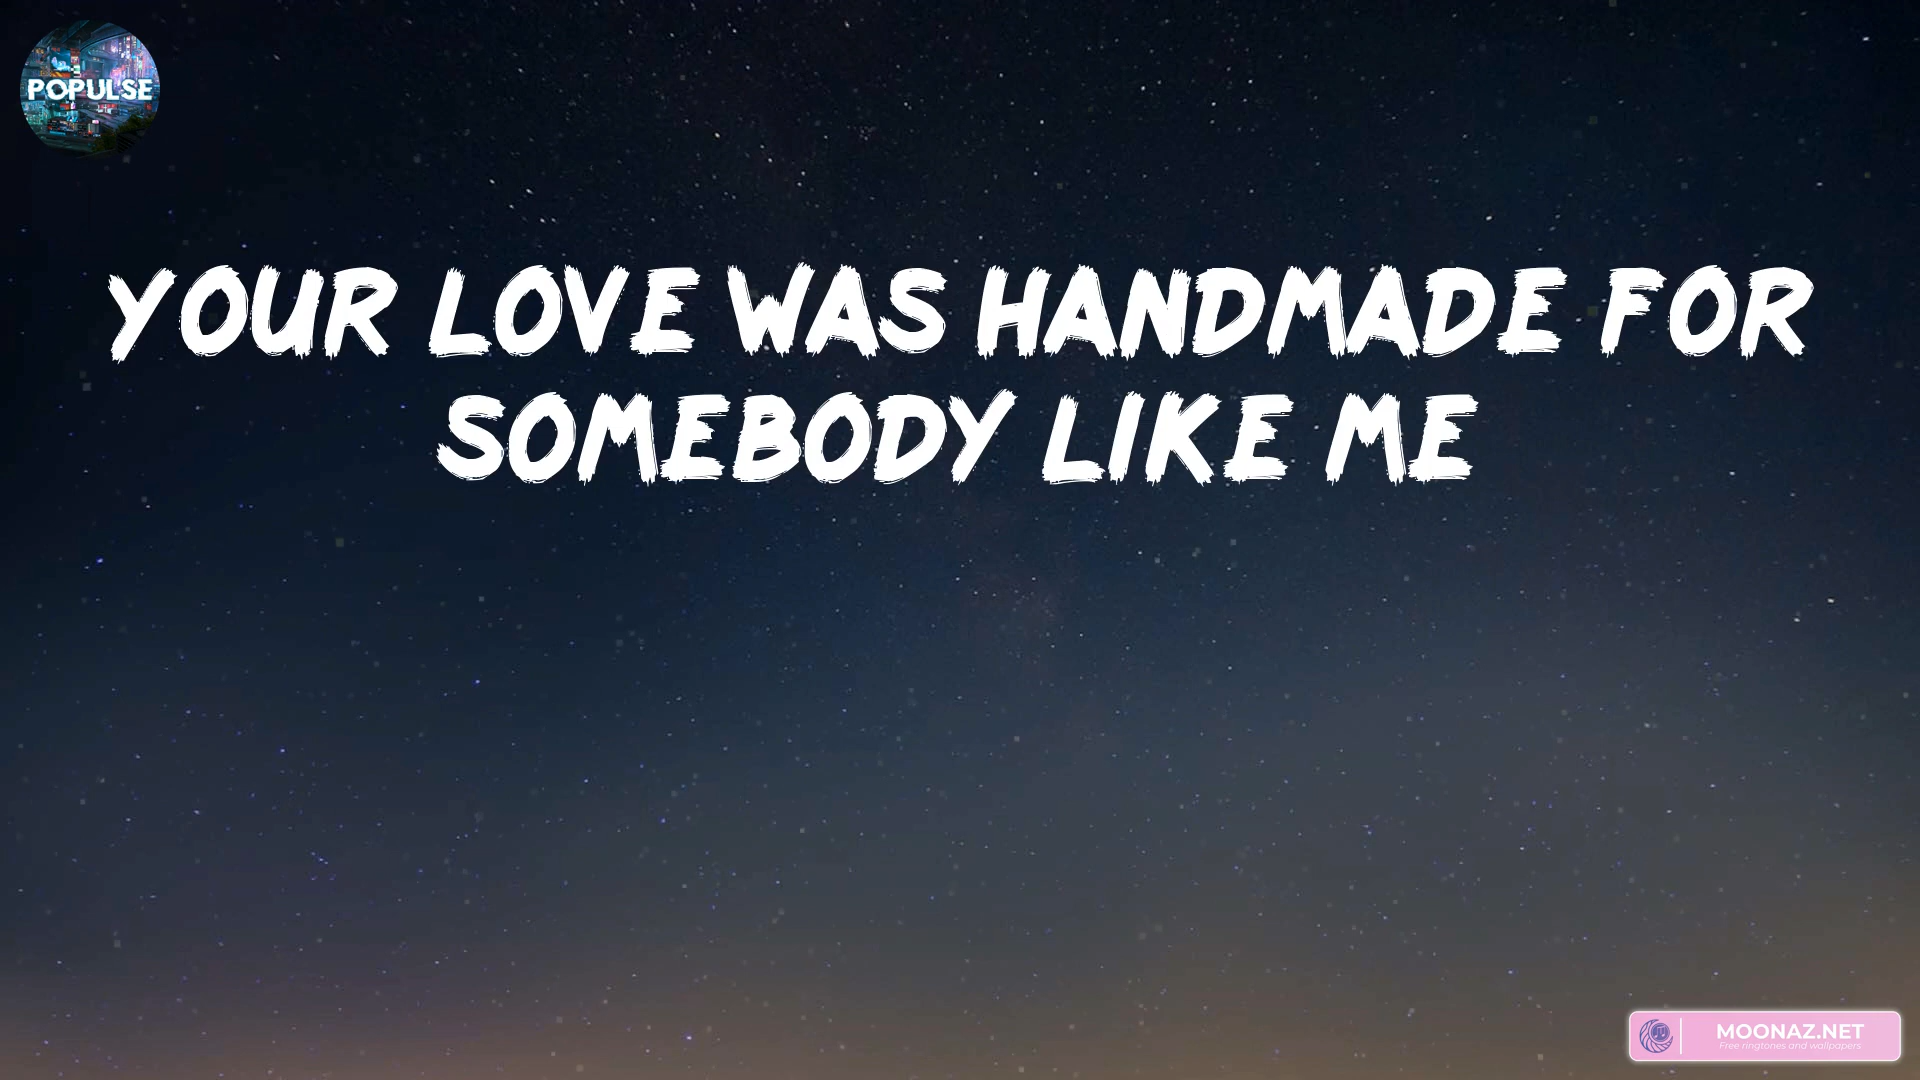 POPULSE
YOUR LOVE WAS HANDMADE FOR
SOMEBODY LIKE ME
MOONAZ.NET
Free ringtones and wallpapers